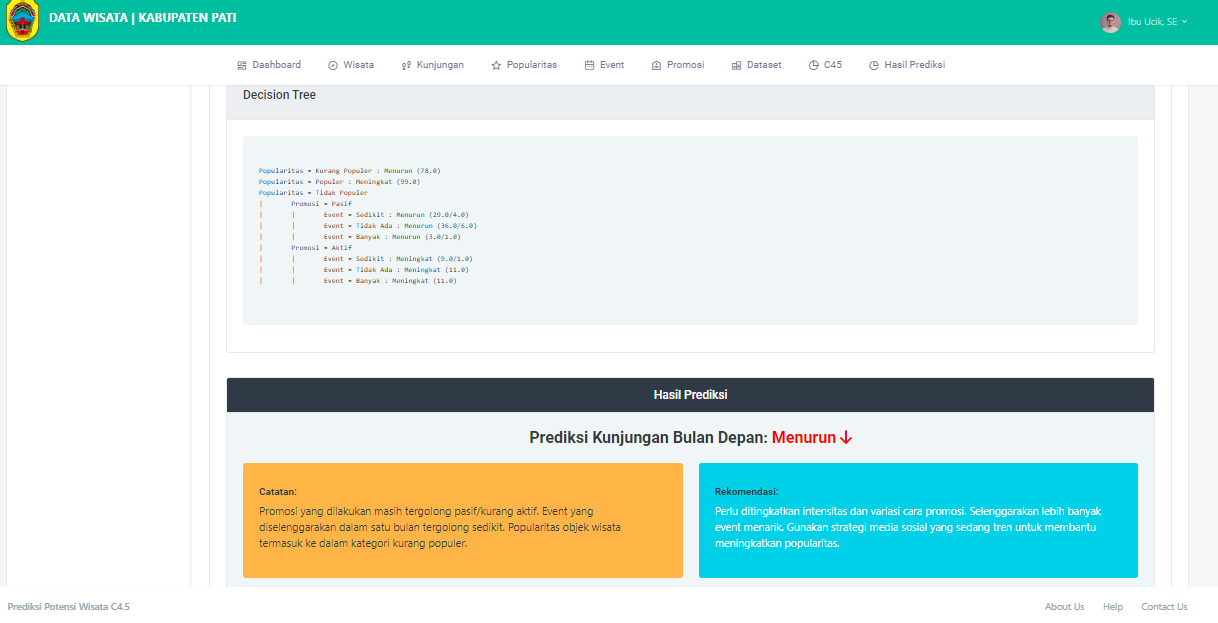 DATA WISATA | KABUPATEN PATI
Ibu Ucik, SE
Dashboard Wisata Kunjungan Popularitas Event Promosi Dataset C45 Hasil Prediksi
Decision Tree
Popularitas = Kurang Populer : Menurun (78.0)
Popularitas = Populer : Meningkat (99.0)
Popularitas = Tidak Populer
| Promosi = Pasif
| | Event = Sedikit : Menurun (29.0/4.0)
| | Event = Tidak Ada : Menurun (36.0/6.0)
| | Event = Banyak : Menurun (3.0/1.0)
| Promosi = Aktif
| | Event = Sedikit : Meningkat (9.0/1.0)
| | Event = Tidak Ada : Meningkat (11.0)
| | Event = Banyak : Meningkat (11.0)
Hasil Prediksi
Prediksi Kunjungan Bulan Depan: Menurun ↓
Catatan:
Promosi yang dilakukan masih tergolong pasif/kurang aktif. Event yang
diselenggarakan dalam satu bulan tergolong sedikit. Popularitas objek wisata
termasuk ke dalam kategori kurang populer.
Rekomendasi:
Perlu ditingkatkan intensitas dan variasi cara promosi. Selenggarakan lebih banyak
event menarik. Gunakan strategi media sosial yang sedang tren untuk membantu
meningkatkan popularitas.
Prediksi Potensi Wisata C4.5
About Us Help Contact Us